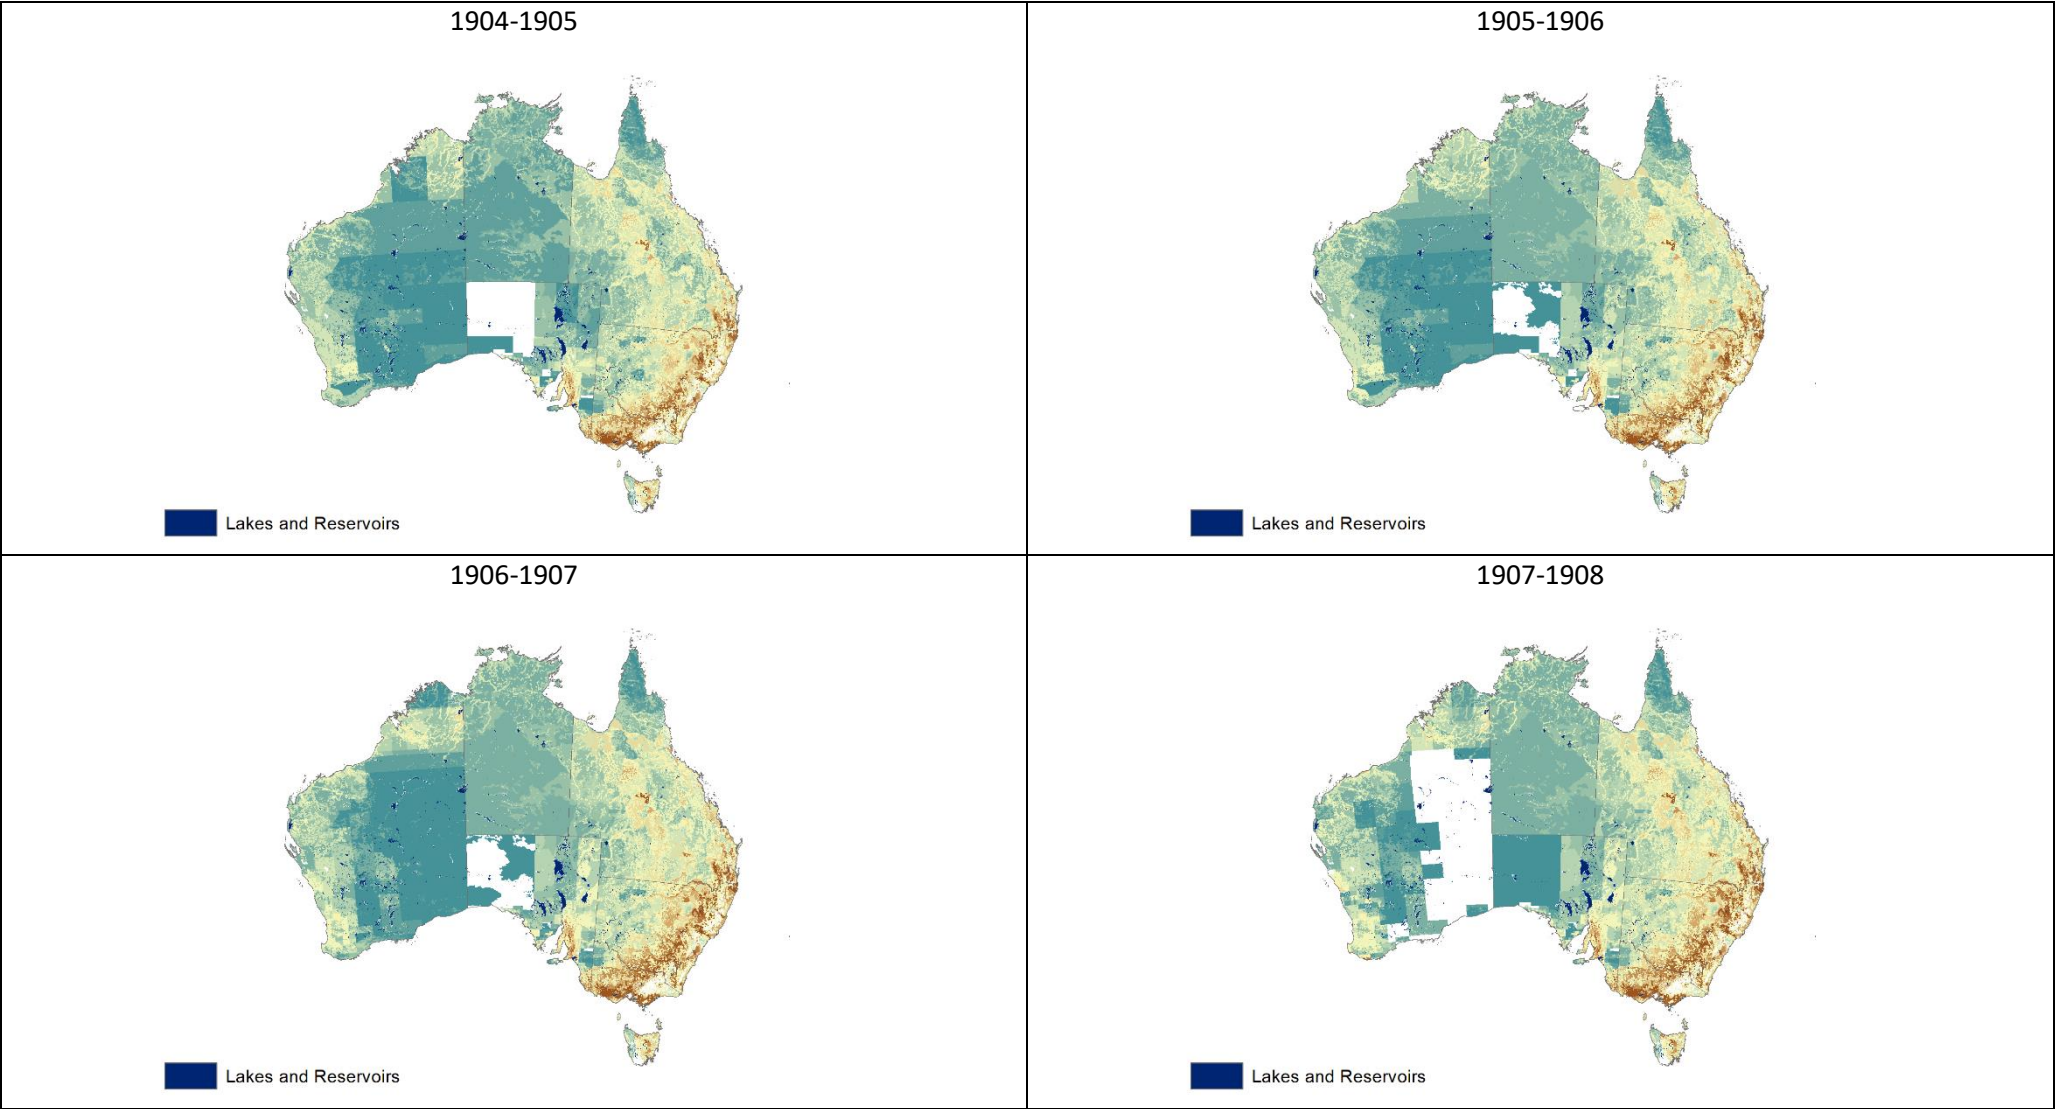 1904-1905
1905-1906
Lakes and Reservoirs
Lakes and Reservoirs
1906-1907
1907-1908
Lakes and Reservoirs
Lakes and Reservoirs